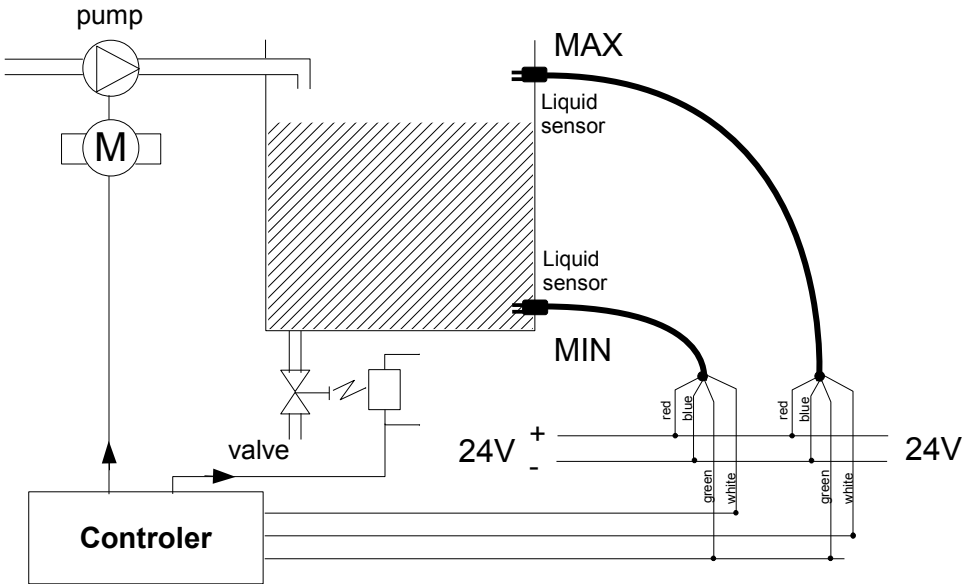 pump
MAX
Liquid
sensor
M
Liquid
sensor
MIN
red
blue
red
blue
24V
+
-
24V
valve
green
white
green
white
Controler